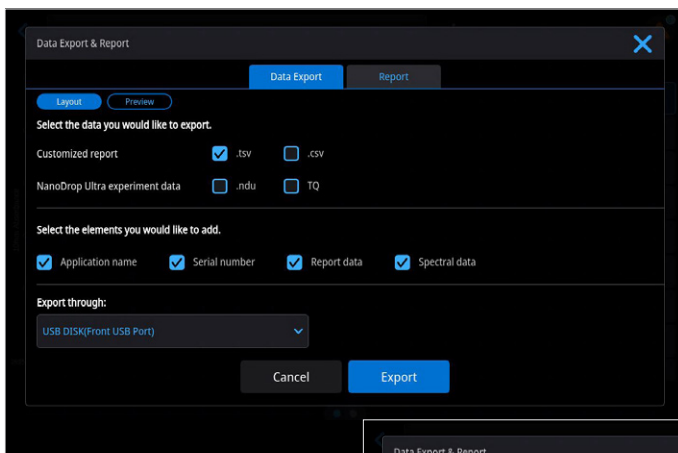 Data Export & Report
Data Export Report
Layout Preview
Select the data you would like to export.
Customized report .tsv .csv
NanoDrop Ultra experiment data .ndu TQ
Select the elements you would like to add.
Application name Serial number Report data Spectral data
Export through:
USB DISK(Front USB Port)
Cancel Export
Data Export & Report